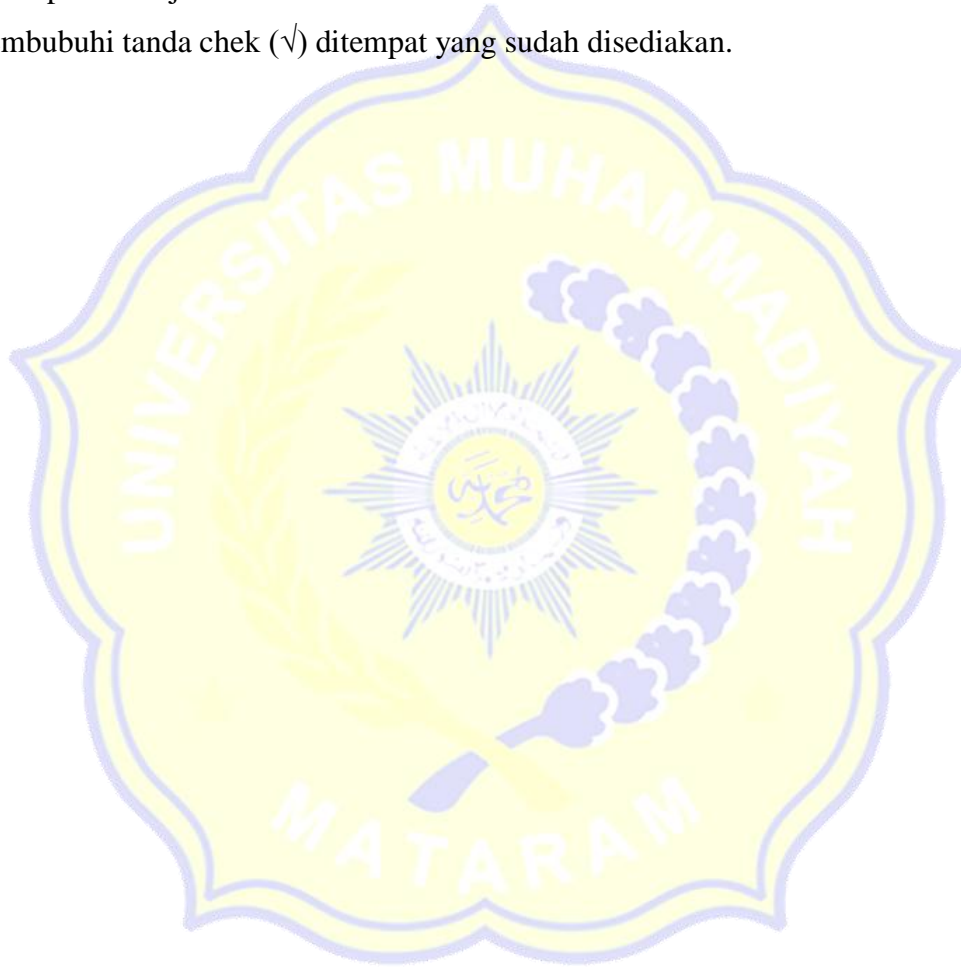 mbubuhi tanda chek (√) ditempat yang sudah disediakan.
UNIVERSITAS MUHAMMADIYAH
MATARAM